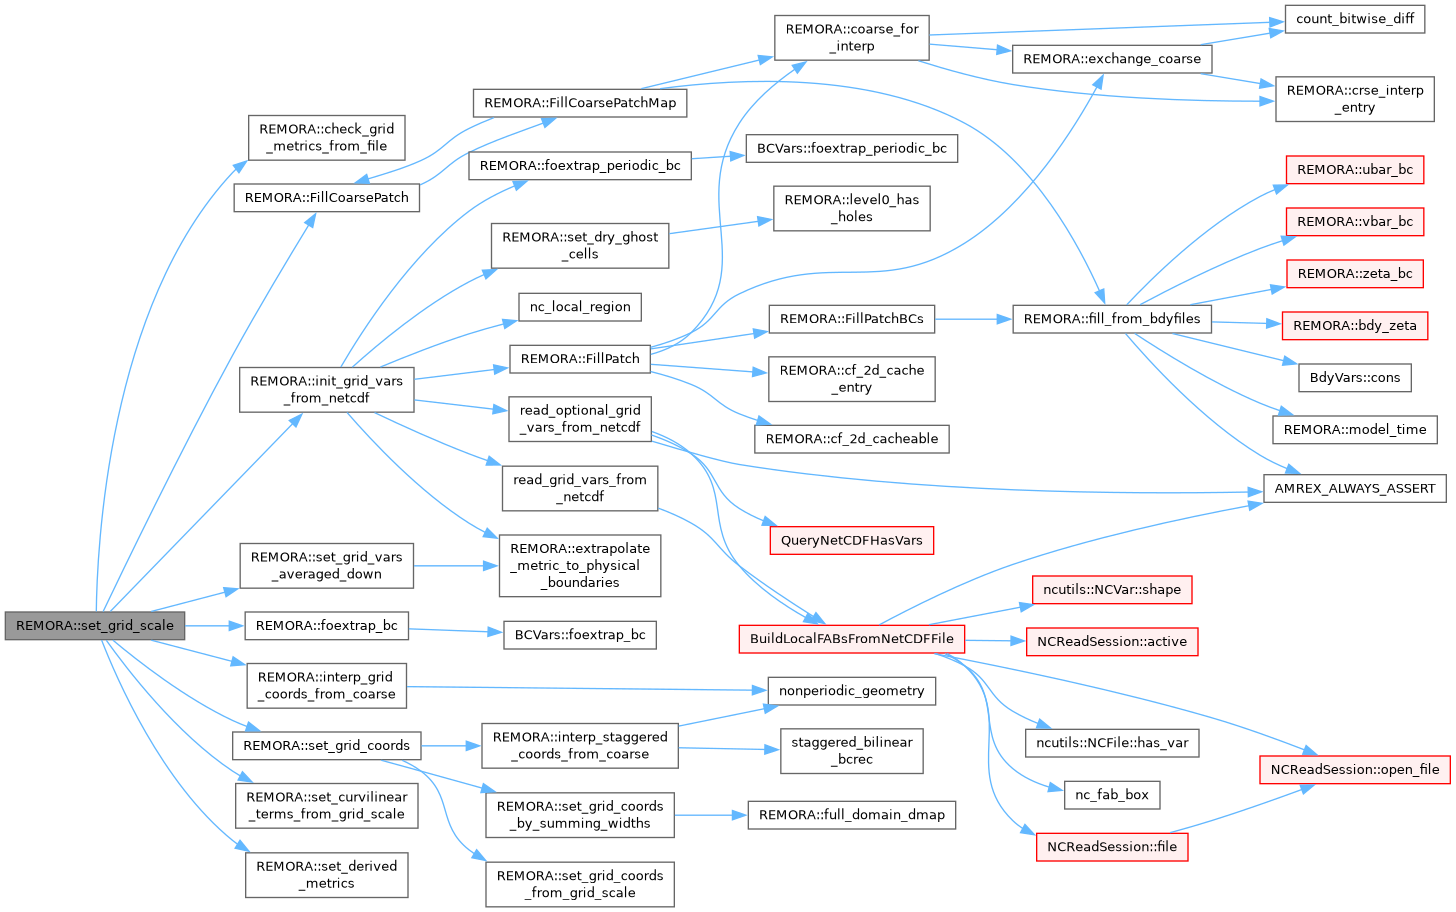 REMORA::set_grid_scale
REMORA::check_grid
_metrics_from_file
REMORA::FillCoarsePatch
REMORA::init_grid_vars
_from_netcdf
REMORA::set_grid_vars
_averaged_down
REMORA::foextrap_bc
REMORA::interp_grid
_coords_from_coarse
REMORA::set_grid_coords
REMORA::set_curvilinear
_terms_from_grid_scale
REMORA::set_derived
_metrics
REMORA::FillCoarsePatchMap
REMORA::foextrap_periodic_bc
REMORA::set_dry_ghost
_cells
nc_local_region
REMORA::FillPatch
read_optional_grid
_vars_from_netcdf
read_grid_vars_from
_netcdf
REMORA::extrapolate
_metric_to_physical
_boundaries
BCVars::foextrap_bc
REMORA::interp_staggered
_coords_from_coarse
REMORA::set_grid_coords
_by_summing_widths
REMORA::set_grid_coords
_from_grid_scale
REMORA::coarse_for
_interp
BCVars::foextrap_periodic_bc
REMORA::level0_has
_holes
REMORA::FillPatchBCs
REMORA::cf_2d_cache
_entry
REMORA::cf_2d_cacheable
QueryNetCDFHasVars
BuildLocalFABsFromNetCDFFile
nonperiodic_geometry
staggered_bilinear
_bcrec
REMORA::full_domain_dmap
REMORA::exchange_coarse
REMORA::fill_from_bdyfiles
ncutils::NCVar::shape
NCReadSession::active
ncutils::NCFile::has_var
nc_fab_box
NCReadSession::file
count_bitwise_diff
REMORA::crse_interp
_entry
REMORA::ubar_bc
REMORA::vbar_bc
REMORA::zeta_bc
REMORA::bdy_zeta
BdyVars::cons
REMORA::model_time
AMREX_ALWAYS_ASSERT
NCReadSession::open_file